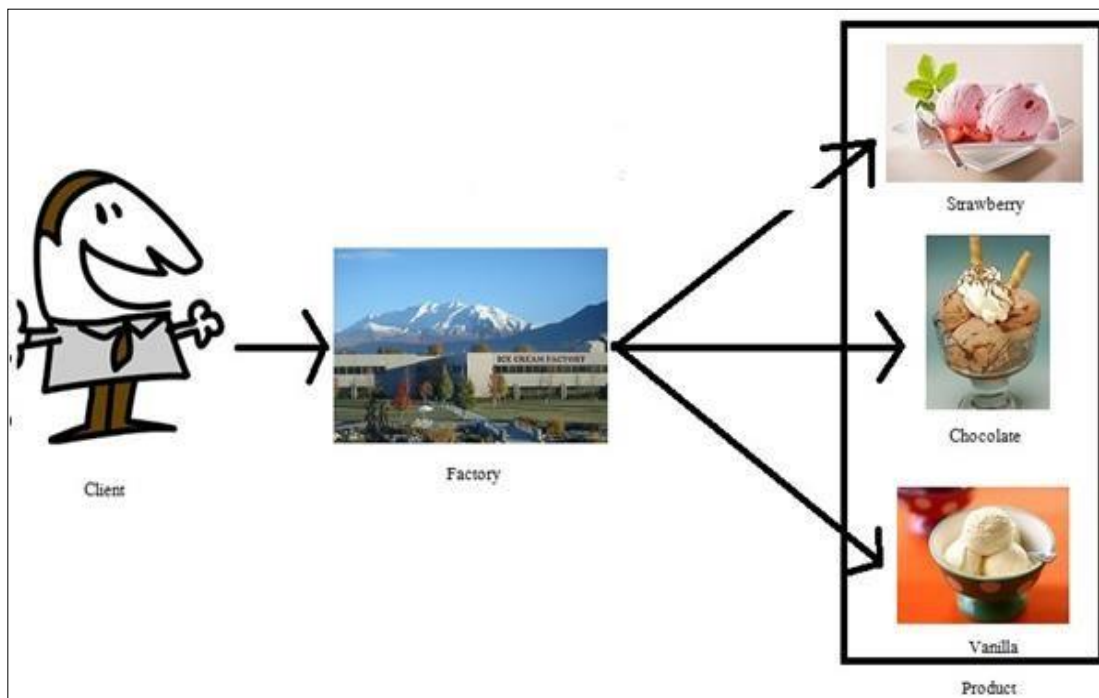 Client
ICE CREAM FACTORY
Factory
Strawberry
Chocolate
Vanilla
Product